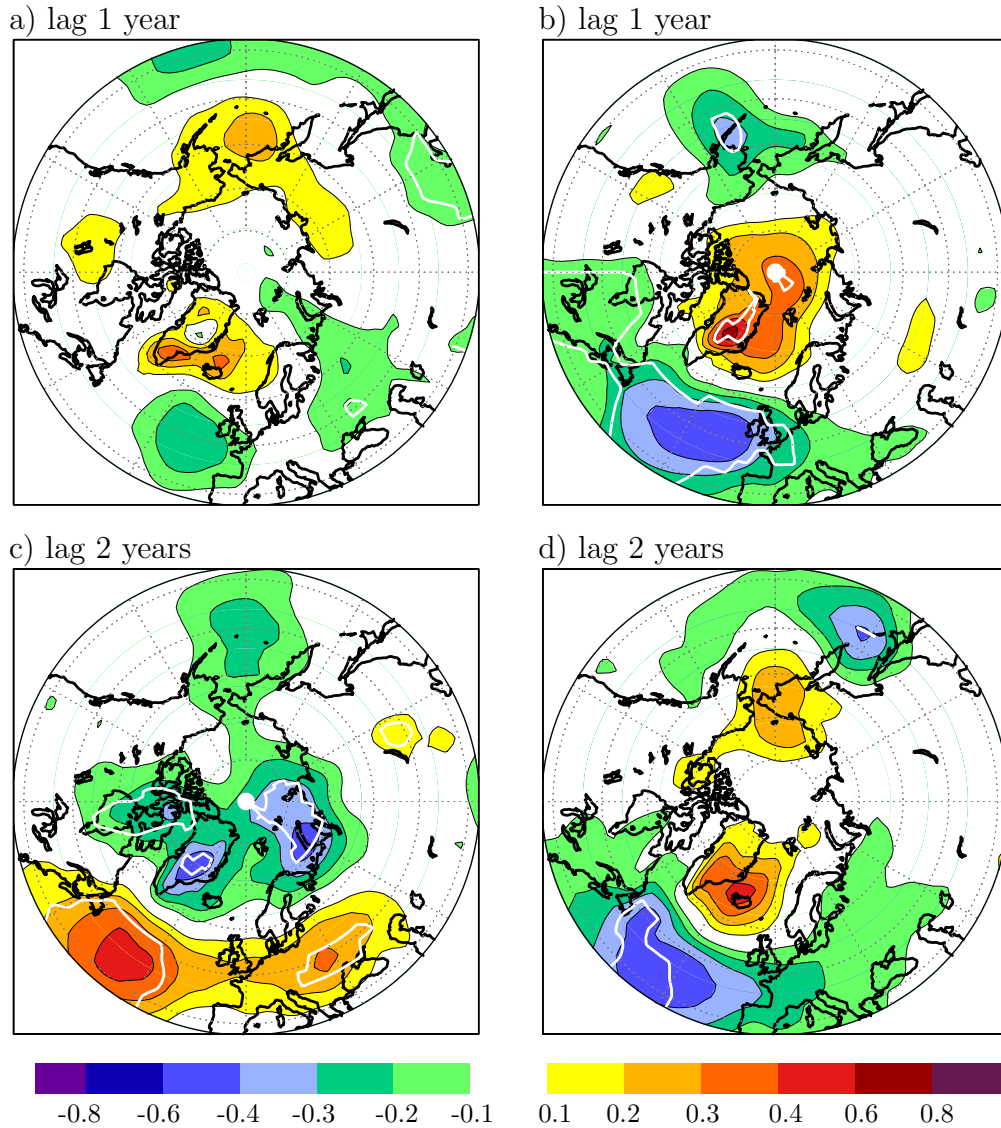 a) lag 1 year
b) lag 1 year
c) lag 2 years
d) lag 2 years
-0.8 -0.6 -0.4 -0.3 -0.2 -0.1
0.1 0.2 0.3 0.4 0.6 0.8